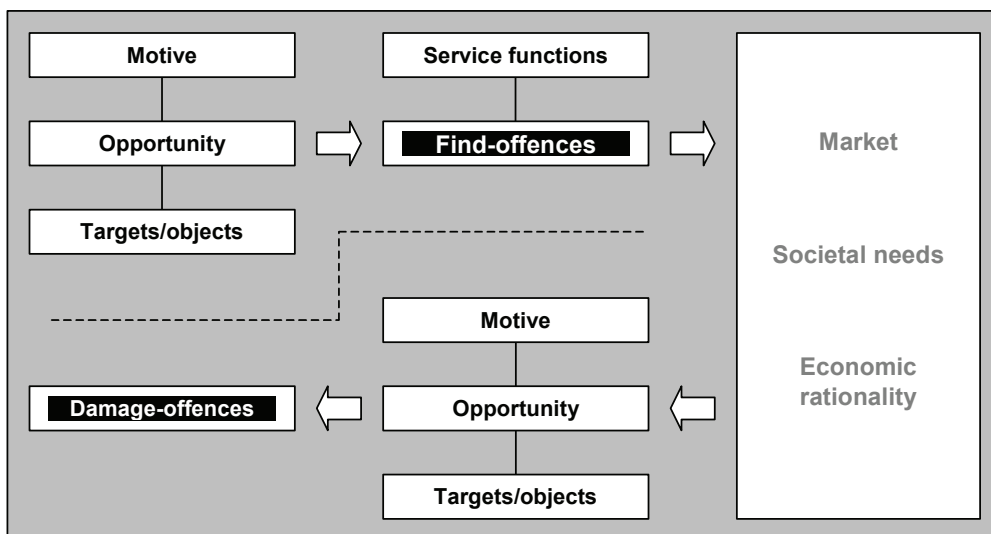 Motive
Opportunity
Targets/objects
Service functions
Find-offences
Market
Societal needs
Economic
rationality
Motive
Opportunity
Targets/objects
Damage-offences